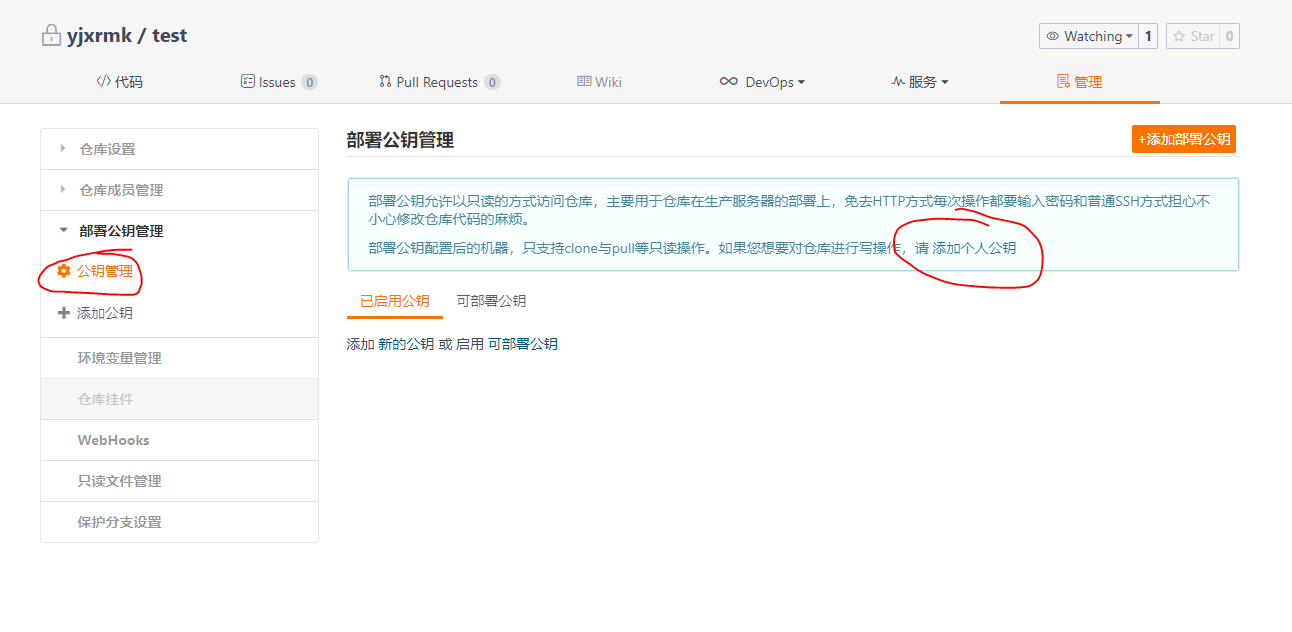 yjxrmk / test
Watching 1
Star 0
代码
Issues 0
Pull Requests 0
Wiki
DevOps
服务
管理
仓库设置
仓库成员管理
部署公钥管理
公钥管理
添加公钥
环境变量管理
仓库挂件
WebHooks
只读文件管理
保护分支设置
部署公钥管理
+添加部署公钥
部署公钥允许以只读的方式访问仓库，主要用于仓库在生产服务器的部署上，免去HTTP方式每次操作都要输入密码和普通SSH方式担心不
小心修改仓库代码的麻烦。
部署公钥配置后的机器，只支持clone与pull等只读操作。如果您想要对仓库进行写操作，请 添加个人公钥
已启用公钥
可部署公钥
添加 新的公钥 或 启用 可部署公钥